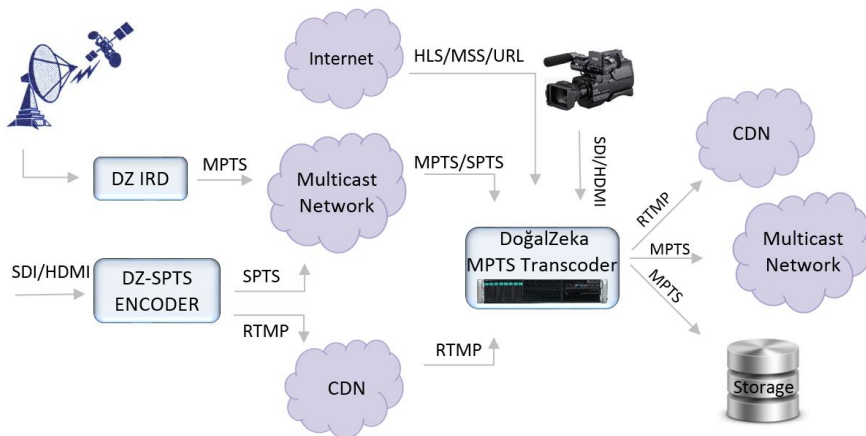 Internet
HLS/MSS/URL
CDN
DZ IRD
MPTS
Multicast
Network
MPTS/SPTS
SDI/HDMI
RTMP
DoğalZeka
MPTS Transcoder
MPTS
Multicast
Network
MPTS
SDI/HDMI
DZ-SPTS
ENCODER
SPTS
RTMP
CDN
RTMP
Storage